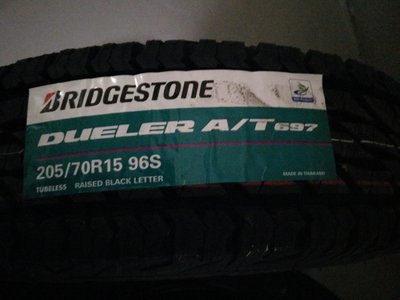 BRIDGESTONE
DUELER A/T 697
205/70R15 96S
TUBELESS RAISED BLACK LETTER
MADE IN THAILAND